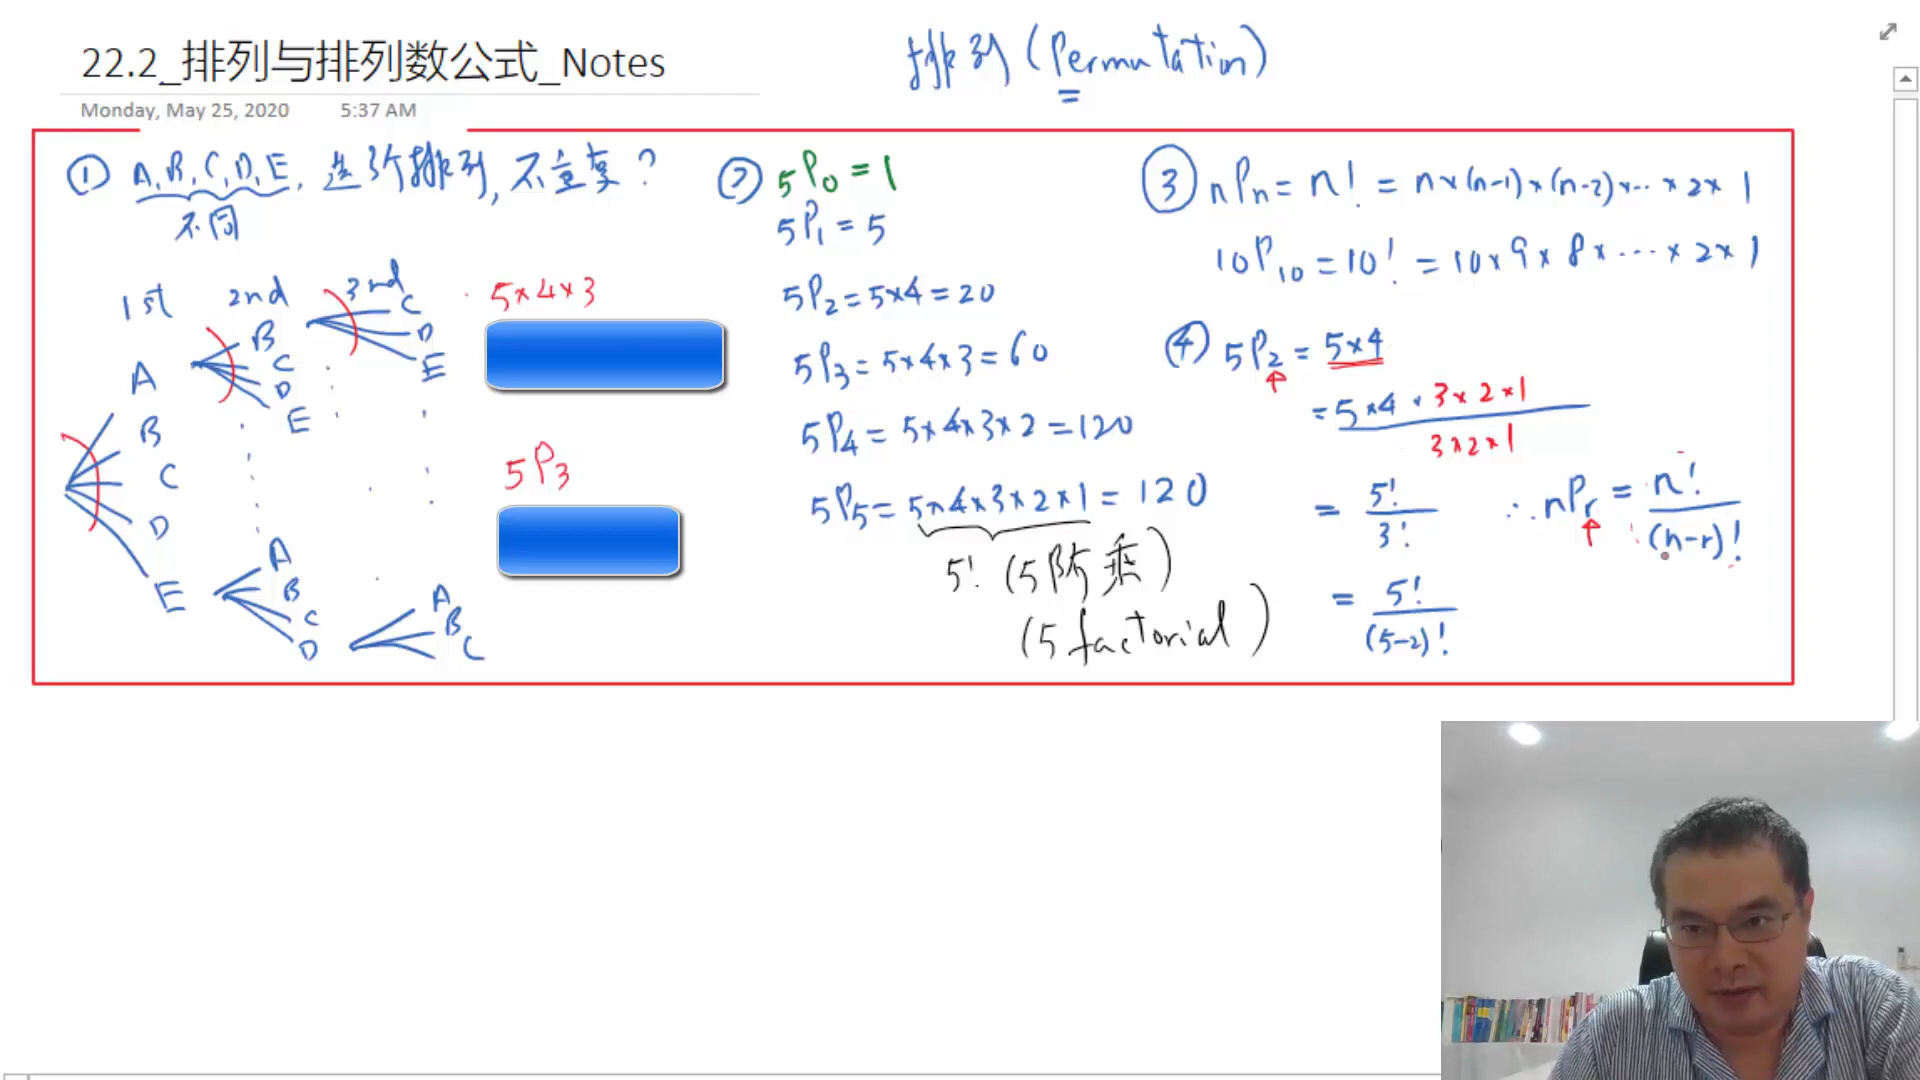 22.2_排列与排列数公式_Notes
Monday, May 25, 2020 5:37 AM
排列 (Permutation)
① A, B, C, D, E, 选3个排列, 不重复?
不同
1st 2nd 3rd
A B C D E
B C D E
C D E
A B C D
A B C
5×4×3
5P3
② 5P0 = 1
5P1 = 5
5P2 = 5×4 = 20
5P3 = 5×4×3 = 60
5P4 = 5×4×3×2 = 120
5P5 = 5×4×3×2×1 = 120
5! (5阶乘)
(5 factorial)
③ nPn = n! = n×(n-1)×(n-2)×...×2×1
10P10 = 10! = 10×9×8×...×2×1
④ 5P2 = 5×4
= 5×4×3×2×1 / 3×2×1
= 5! / 3!
= 5! / (5-2)!
∴ nPr = n! / (n-r)!